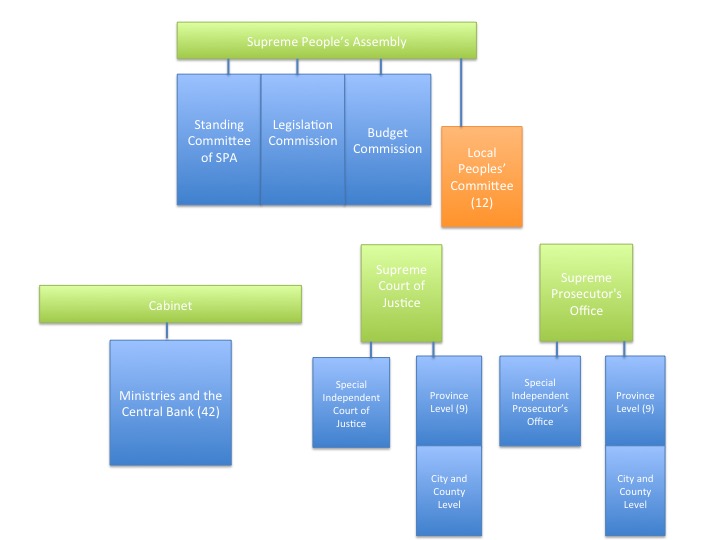 Supreme People's Assembly
Standing
Committee
of SPA
Legislation
Commission
Budget
Commission
Local
Peoples'
Committee
(12)
Supreme
Court of
Justice
Supreme
Prosecutor's
Office
Cabinet
Ministries and the
Central Bank (42)
Special
Independent
Court of
Justice
Province
Level (9)
City and
County
Level
Special
Independent
Prosecutor's
Office
Province
Level (9)
City and
County
Level